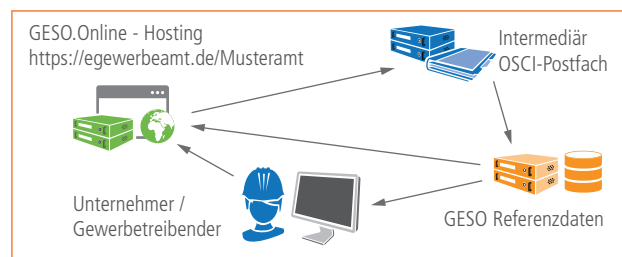 GESO.Online - Hosting
https://egewerbeamt.de/Musteramt
Intermediär
OSCI-Postfach
Unternehmer /
Gewerbetreibender
GESO Referenzdaten